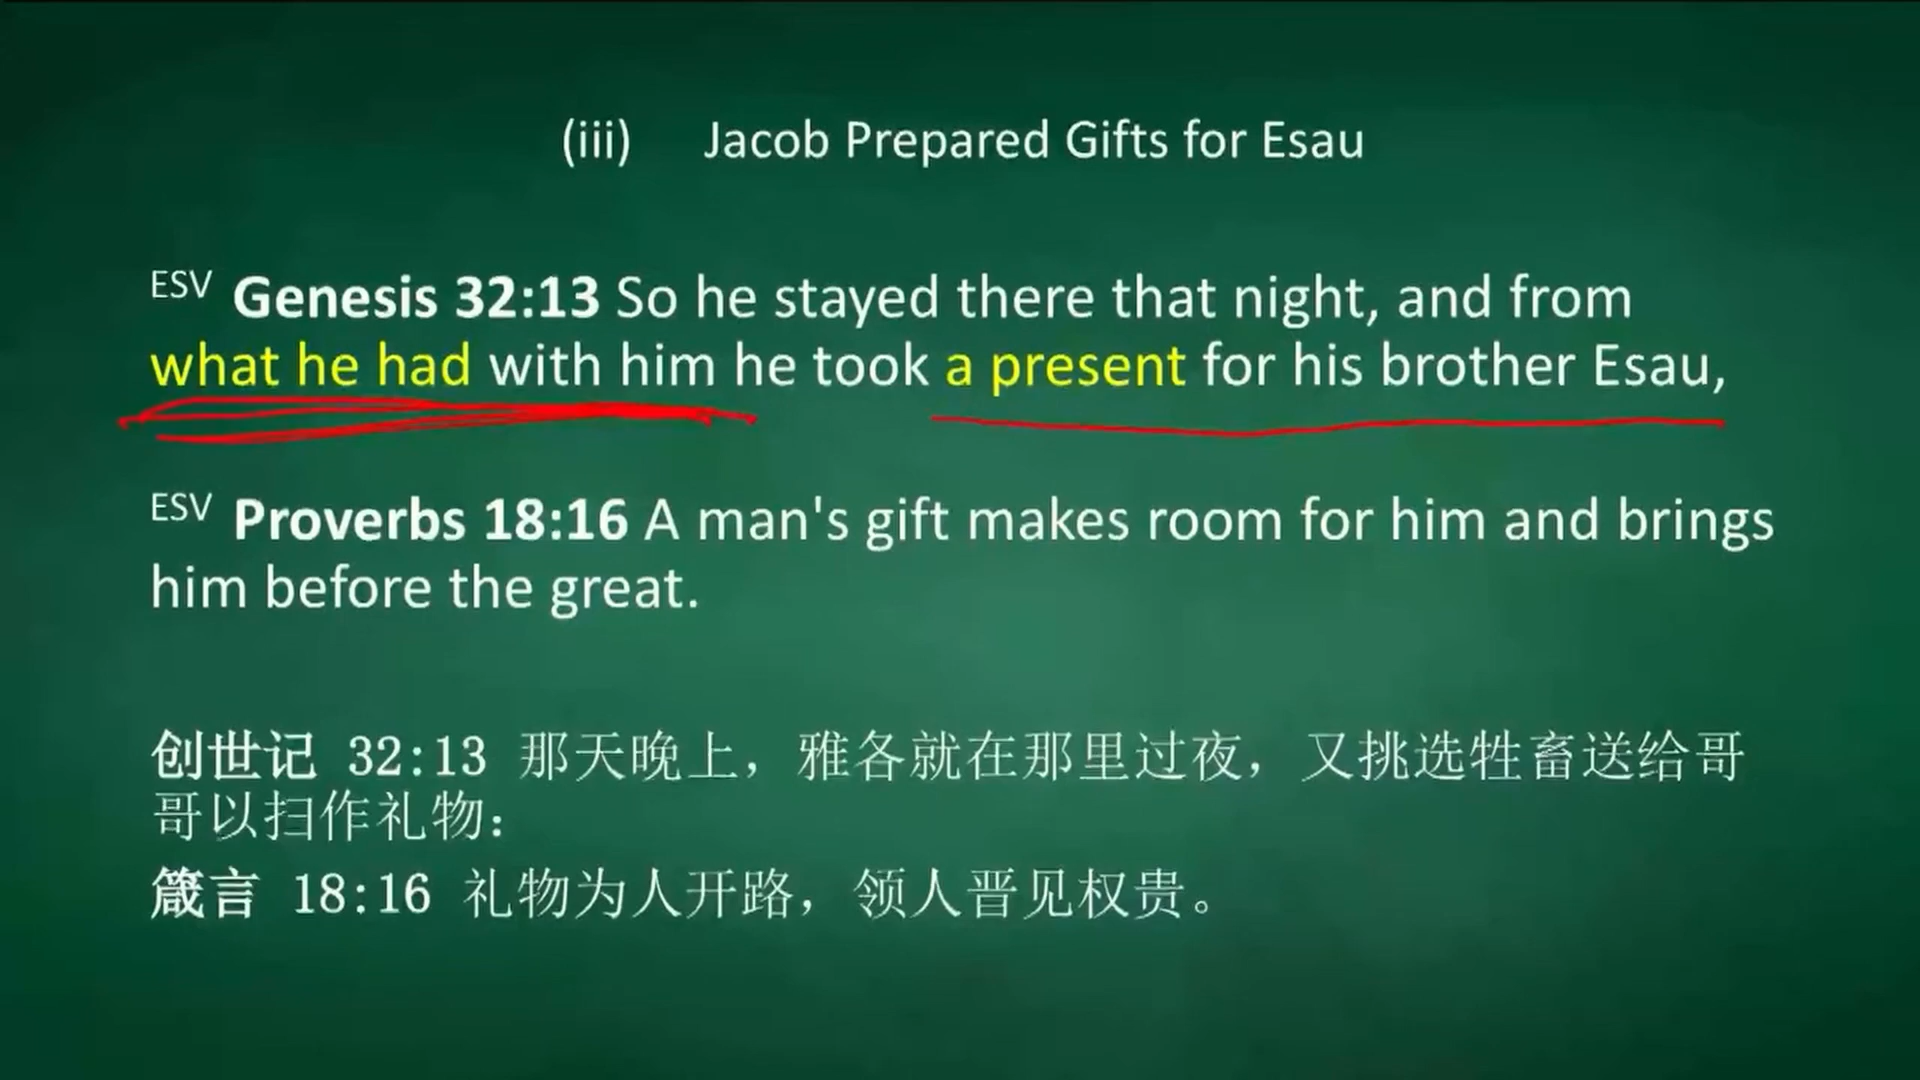 (iii) Jacob Prepared Gifts for Esau
ESV Genesis 32:13 So he stayed there that night, and from
what he had with him he took a present for his brother Esau,
ESV Proverbs 18:16 A man's gift makes room for him and brings
him before the great.
创世记 32:13 那天晚上，雅各就在那里过夜，又挑选牲畜送给哥
哥以扫作礼物：
箴言 18:16 礼物为人开路，领人晋见权贵。